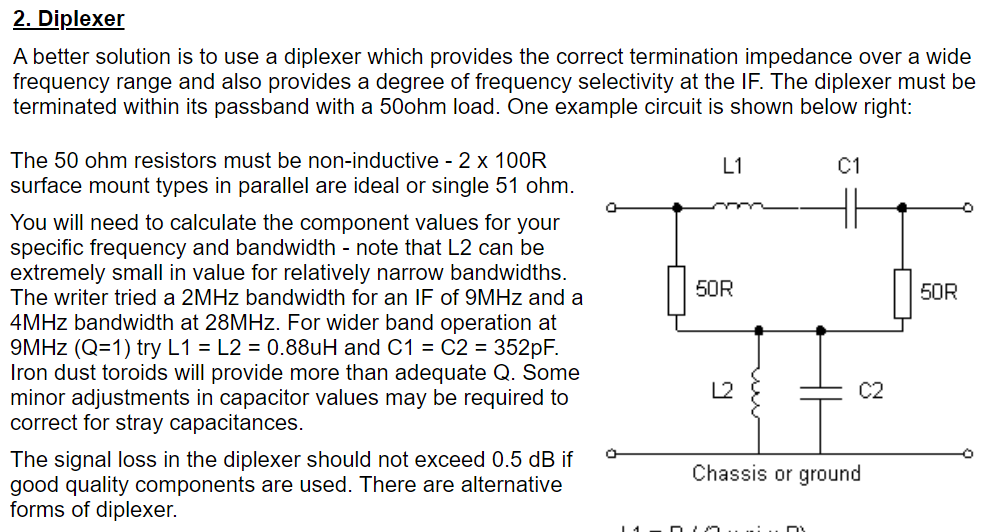 2. Diplexer
A better solution is to use a diplexer which provides the correct termination impedance over a wide
frequency range and also provides a degree of frequency selectivity at the IF. The diplexer must be
terminated within its passband with a 50ohm load. One example circuit is shown below right:
The 50 ohm resistors must be non-inductive - 2 x 100R
surface mount types in parallel are ideal or single 51 ohm.
You will need to calculate the component values for your
specific frequency and bandwidth - note that L2 can be
extremely small in value for relatively narrow bandwidths.
The writer tried a 2MHz bandwidth for an IF of 9MHz and a
4MHz bandwidth at 28MHz. For wider band operation at
9MHz (Q=1) try L1 = L2 = 0.88uH and C1 = C2 = 352pF.
Iron dust toroids will provide more than adequate Q. Some
minor adjustments in capacitor values may be required to
correct for stray capacitances.
The signal loss in the diplexer should not exceed 0.5 dB if
good quality components are used. There are alternative
forms of diplexer.
L1 C1
50R 50R
L2 C2
Chassis or ground